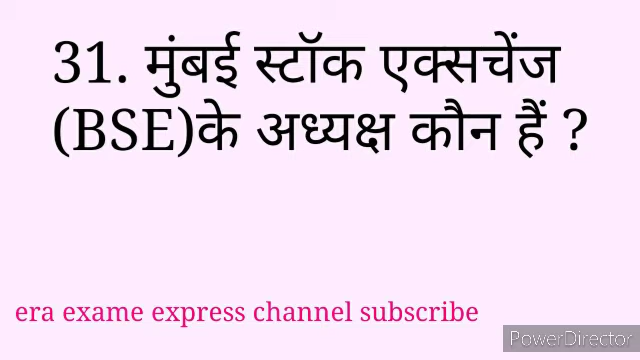 31. मुंबई स्टॉक एक्सचेंज
(BSE)के अध्यक्ष कौन हैं ?
era exame express channel subscribe
PowerDirector